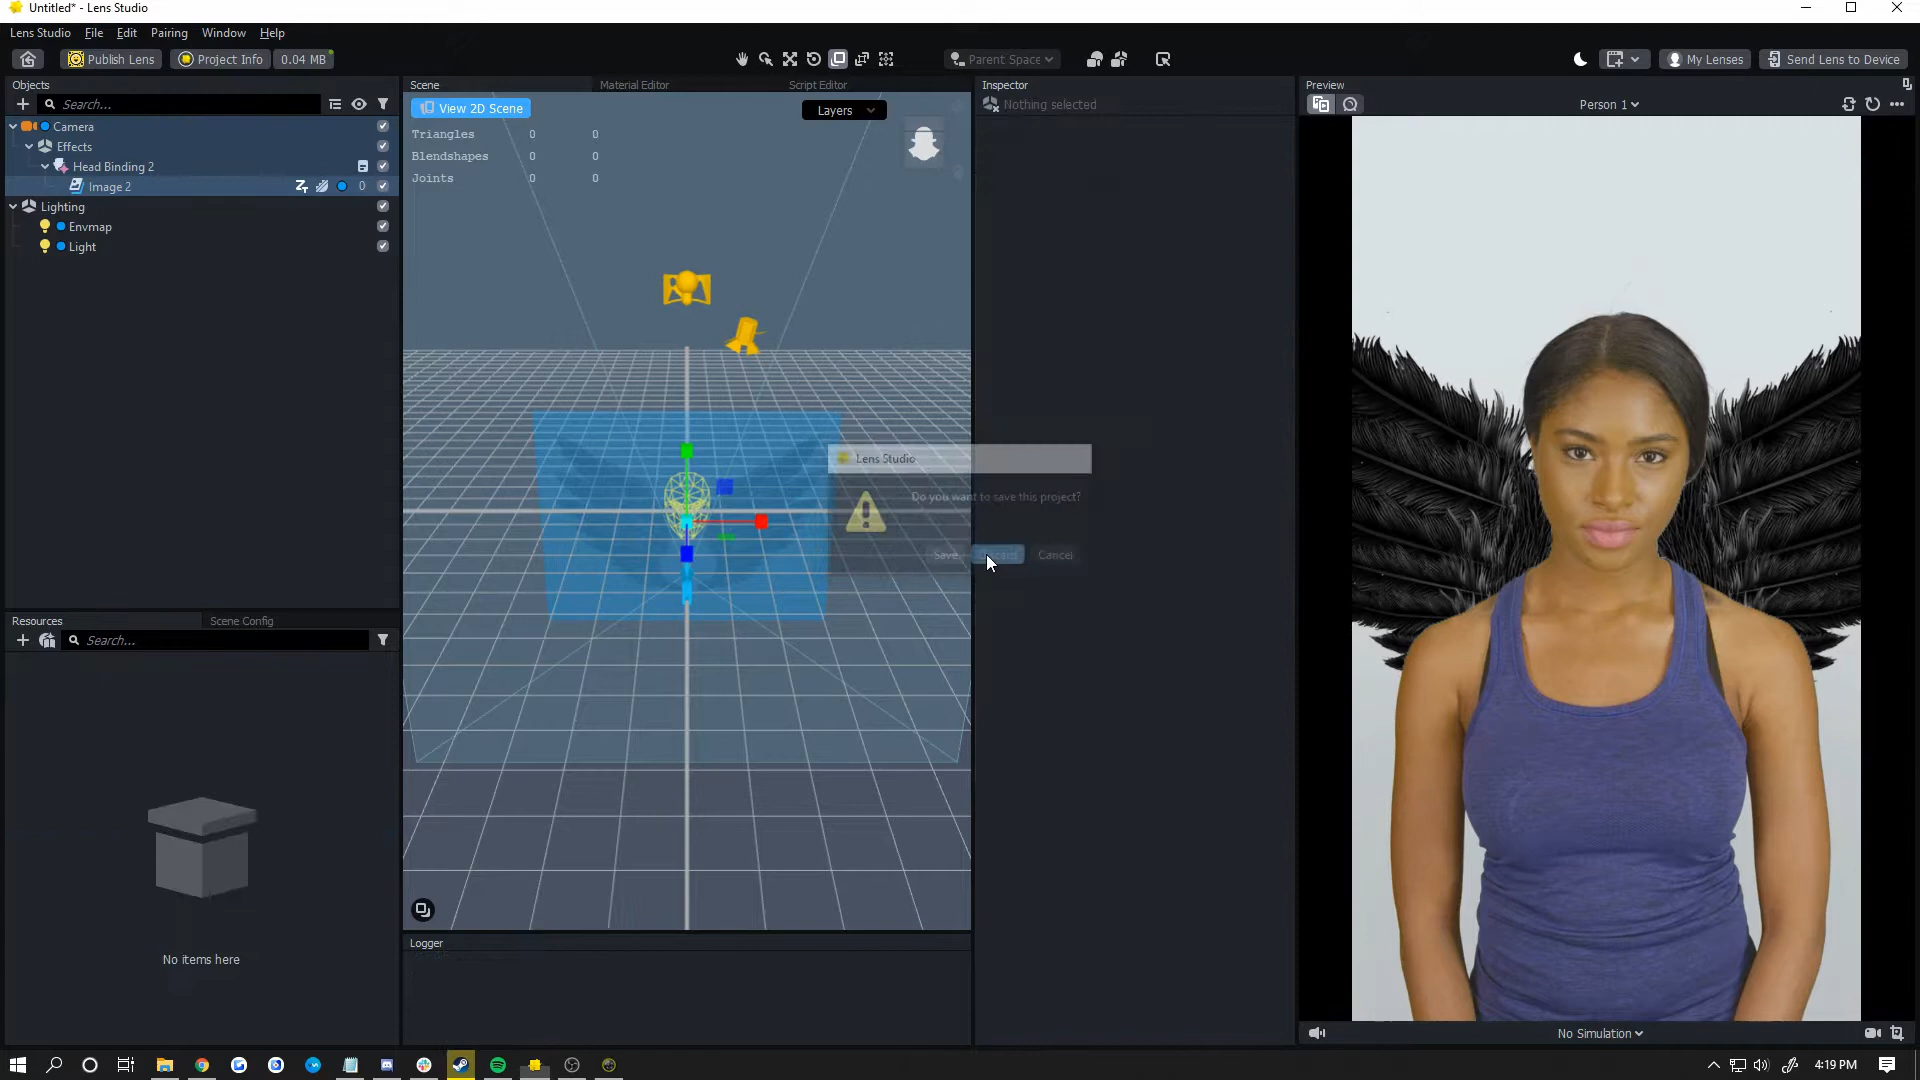 Untitled* - Lens Studio
Lens Studio File Edit Pairing Window Help
Publish Lens Project Info 0.04 MB Parent Space My Lenses Send Lens to Device
Objects
Search...
Camera
Effects
Head Binding 2
Image 2 0
Lighting
Envmap
Light
Resources Scene Config
Search...
No items here
Scene Material Editor Script Editor
View 2D Scene Layers
Triangles 0 0
Blendshapes 0 0
Joints 0 0
Lens Studio
Do you want to save this project?
Save Cancel
Logger
Inspector
Nothing selected
Preview
Person 1
No Simulation
4:19 PM